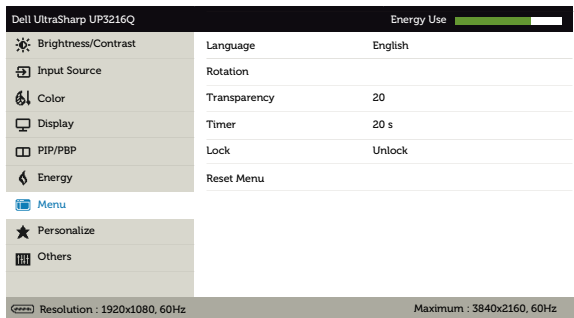 Dell UltraSharp UP3216Q Energy Use
Brightness/Contrast Language English
Input Source Rotation
Color Transparency 20
Display Timer 20 s
PIP/PBP Lock Unlock
Energy Reset Menu
Menu
Personalize
Others
Resolution : 1920x1080, 60Hz Maximum : 3840x2160, 60Hz